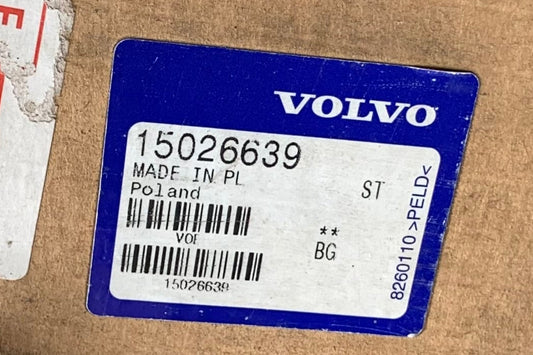 E
VOLVO
15026639
MADE IN PL
Poland
ST
VOE
**
BG
15026639
8260110 >PELD<